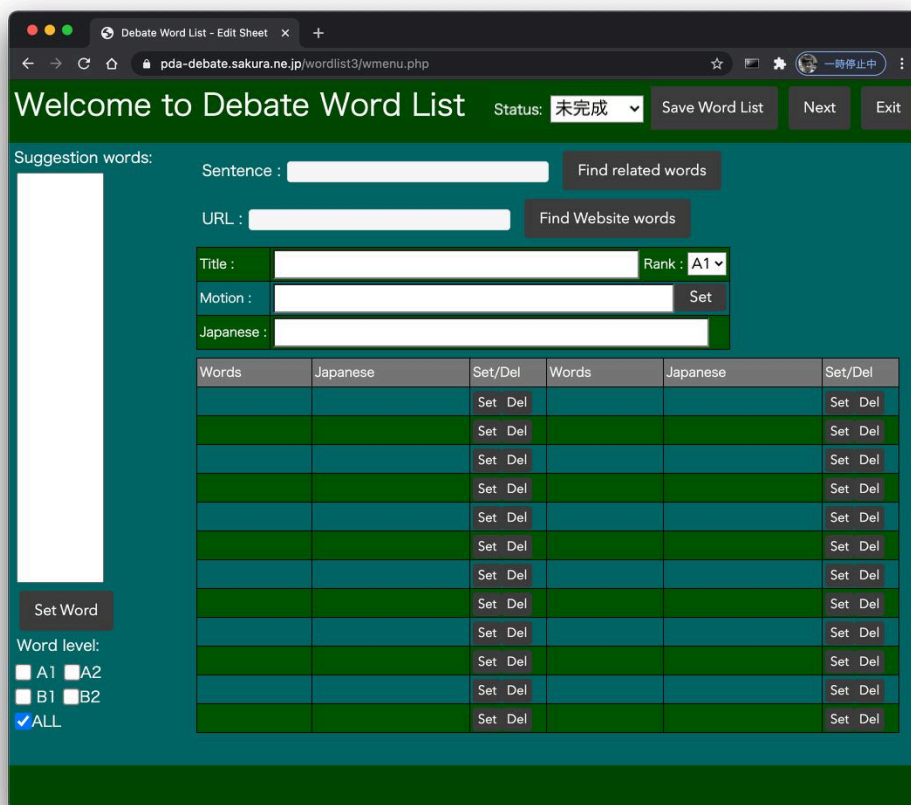 Debate Word List - Edit Sheet
pda-debate.sakura.ne.jp/wordlist3/wmenu.php
一時停止中
Welcome to Debate Word List
Status: 未完成 Save Word List Next Exit
Suggestion words:
Sentence : Find related words
URL : Find Website words
Title : Rank : A1
Motion : Set
Japanese :
Words Japanese Set/Del Words Japanese Set/Del
Set Del Set Del
Set Del Set Del
Set Del Set Del
Set Del Set Del
Set Del Set Del
Set Del Set Del
Set Del Set Del
Set Del Set Del
Set Del Set Del
Set Del Set Del
Set Del Set Del
Set Del Set Del
Set Word
Word level:
A1 A2
B1 B2
ALL